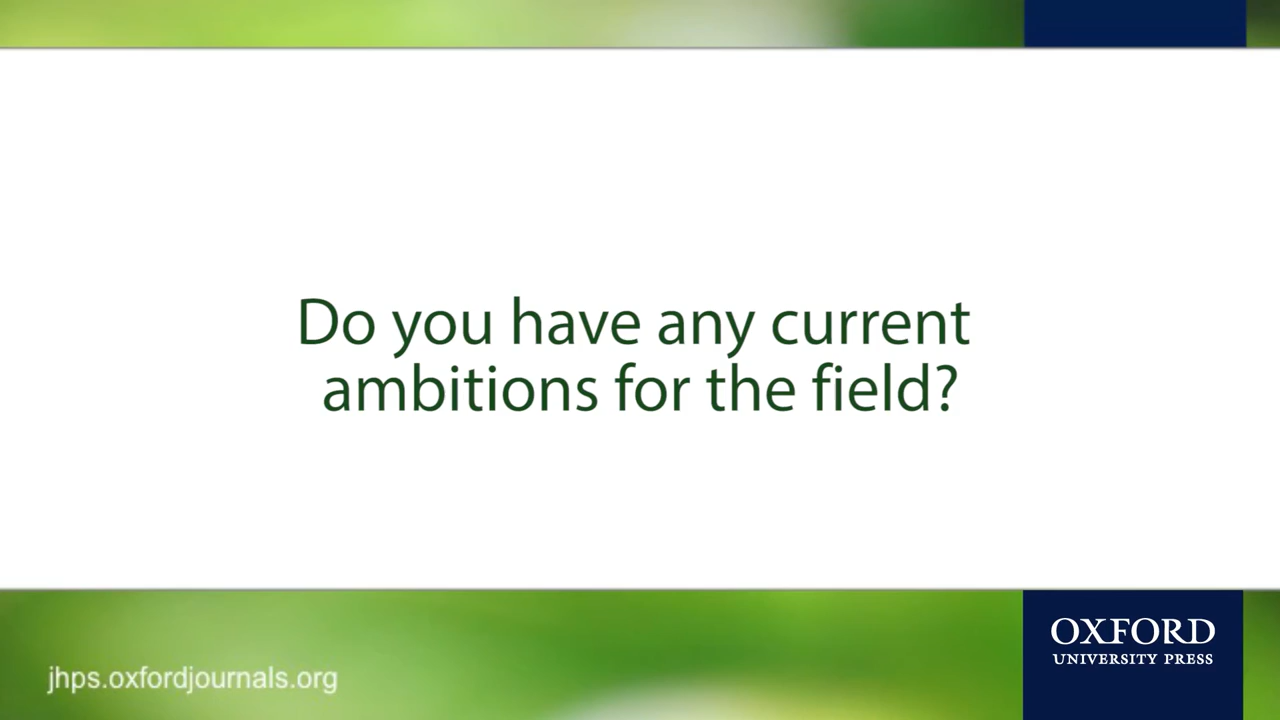 Do you have any current
ambitions for the field?
jhps.oxfordjournals.org
OXFORD
UNIVERSITY PRESS